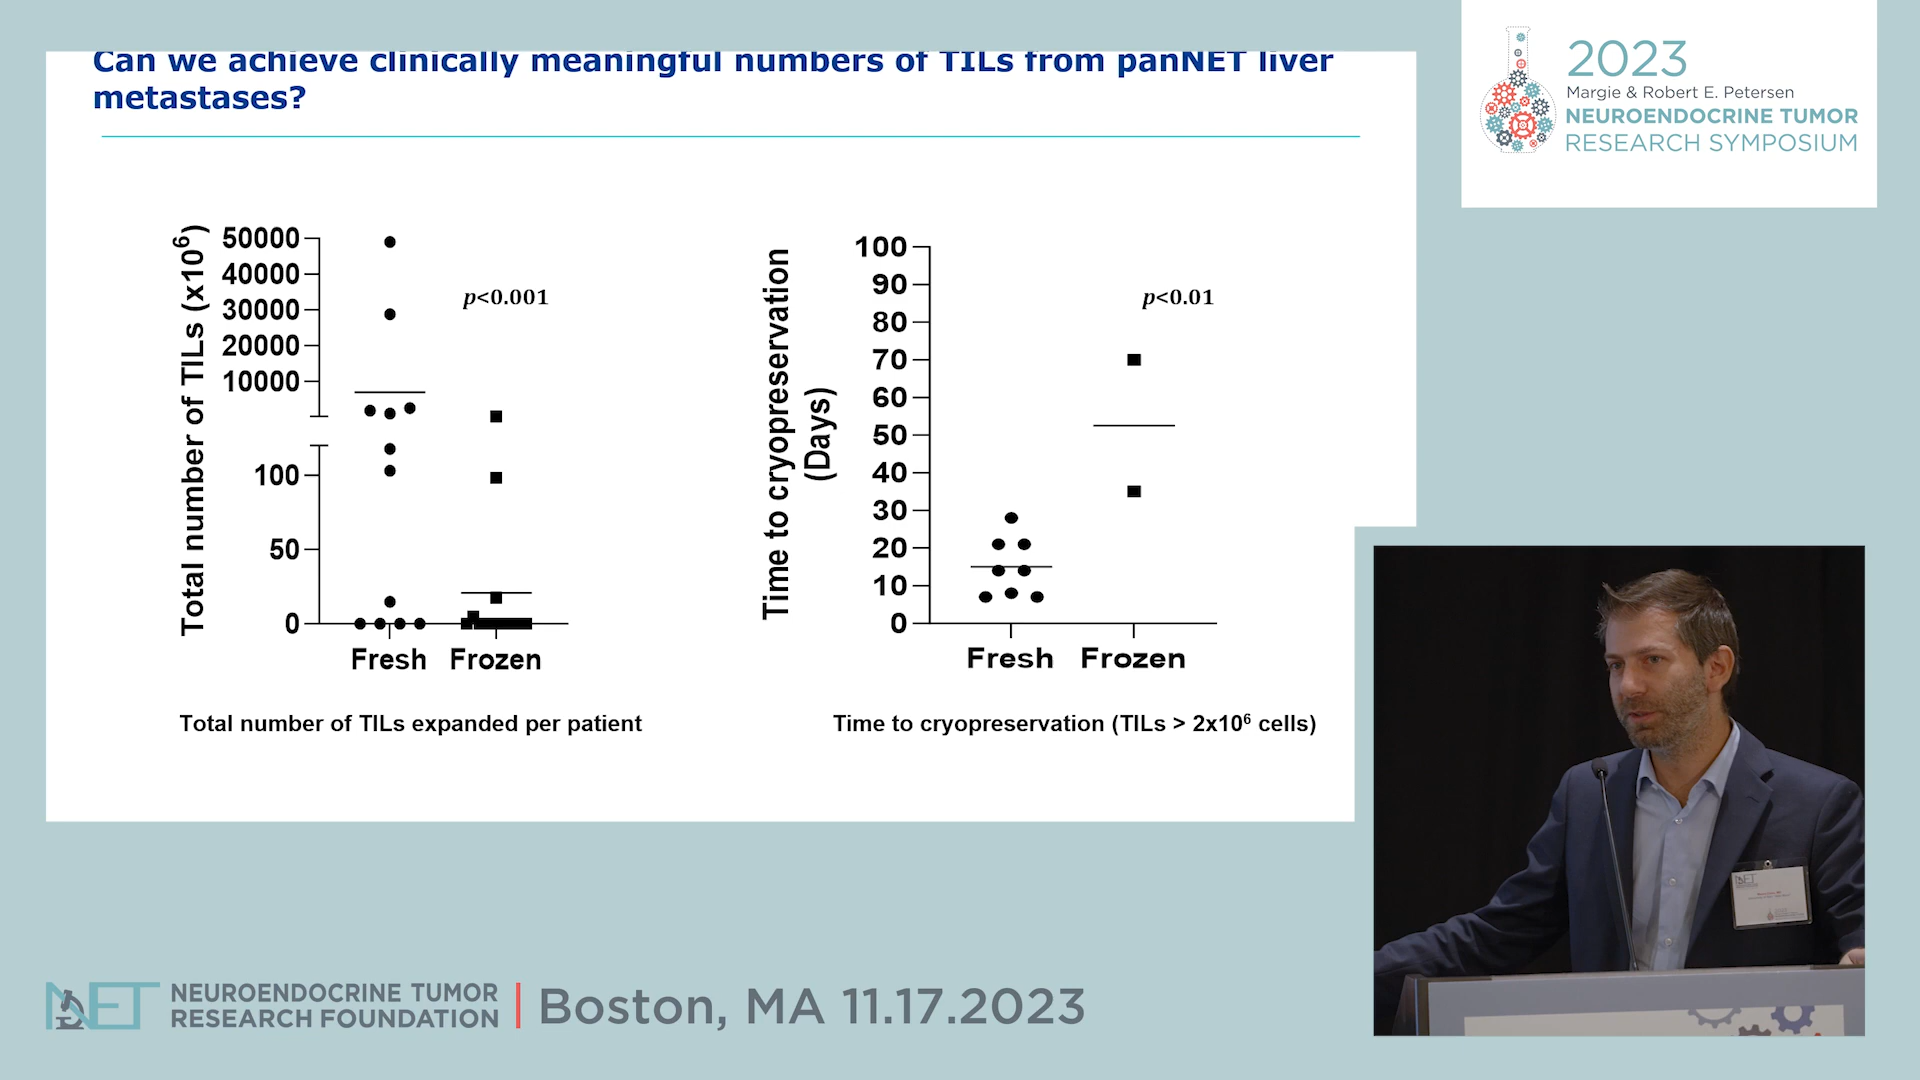 Can we achieve clinically meaningful numbers of TILs from panNET liver
metastases?
Total number of TILs (x10⁶)
50000
40000
30000
20000
10000
100
50
0
p<0.001
Fresh Frozen
Total number of TILs expanded per patient
Time to cryopreservation
(Days)
100
90
80
70
60
50
40
30
20
10
0
p<0.01
Fresh Frozen
Time to cryopreservation (TILs > 2x10⁶ cells)
2023
Margie & Robert E. Petersen
NEUROENDOCRINE TUMOR
RESEARCH SYMPOSIUM
NET
NET
NEUROENDOCRINE TUMOR
RESEARCH FOUNDATION
Boston, MA 11.17.2023